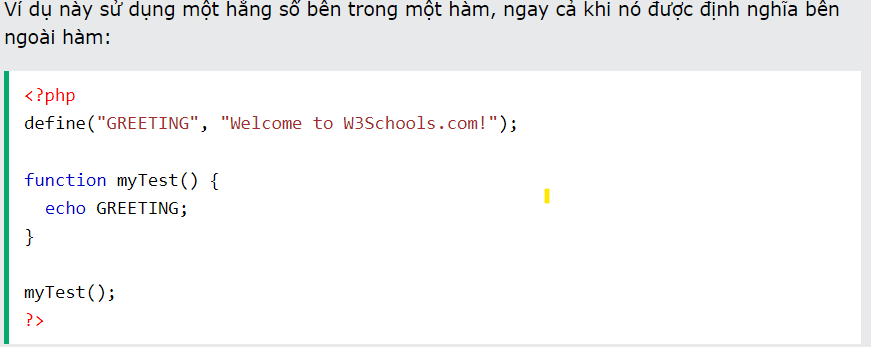 Ví dụ này sử dụng một hằng số bên trong một hàm, ngay cả khi nó được định nghĩa bên
ngoài hàm:
<?php
define("GREETING", "Welcome to W3Schools.com!");
function myTest() {
  echo GREETING;
}
myTest();
?>